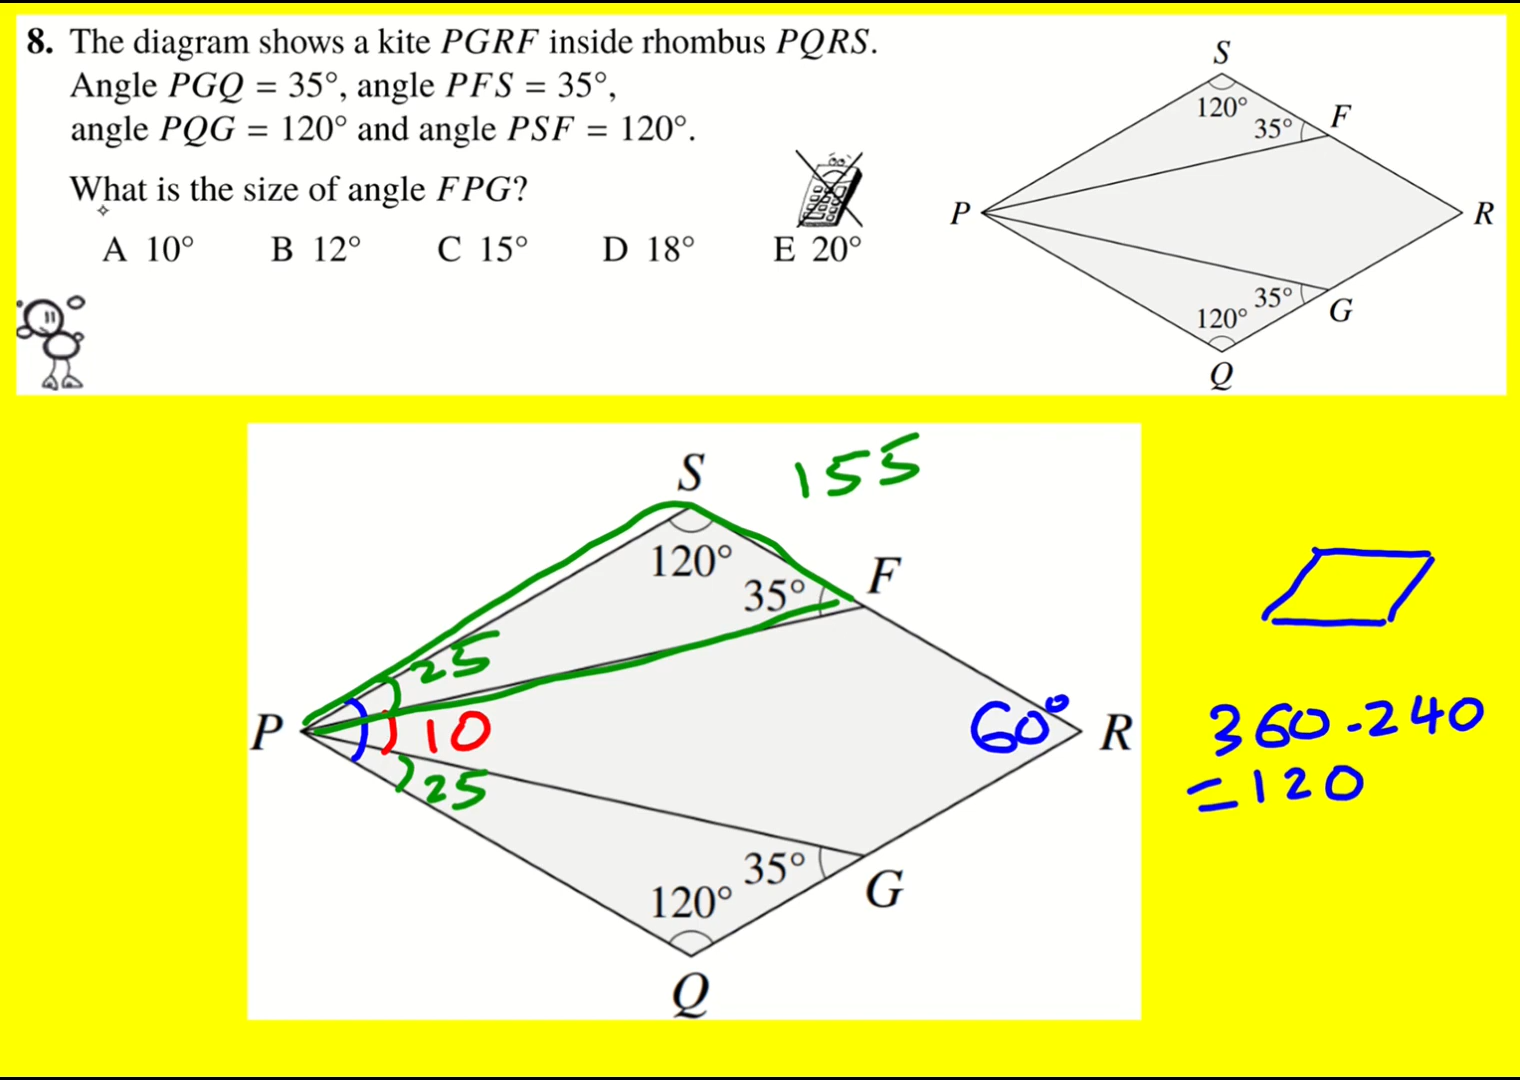 8. The diagram shows a kite PGRF inside rhombus PQRS.
Angle PGQ = 35°, angle PFS = 35°,
angle PQG = 120° and angle PSF = 120°.
What is the size of angle FPG?
A 10° B 12° C 15° D 18° E 20°
S
120°
35° F
P R
35°
120° G
Q
S 155
120°
35° F
25
P 10 60° R
25
360-240
=120
35°
120° G
Q